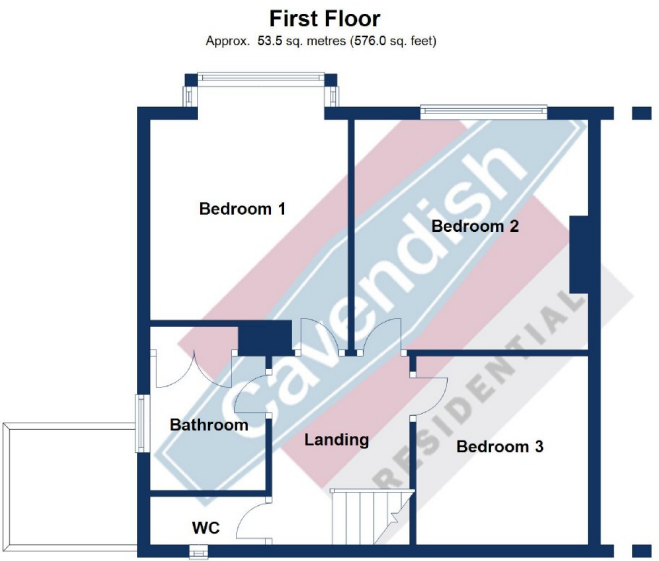 First Floor
Approx. 53.5 sq. metres (576.0 sq. feet)
Bedroom 1
Bedroom 2
Cavendish
RESIDENTIAL
Bathroom
Landing
Bedroom 3
WC